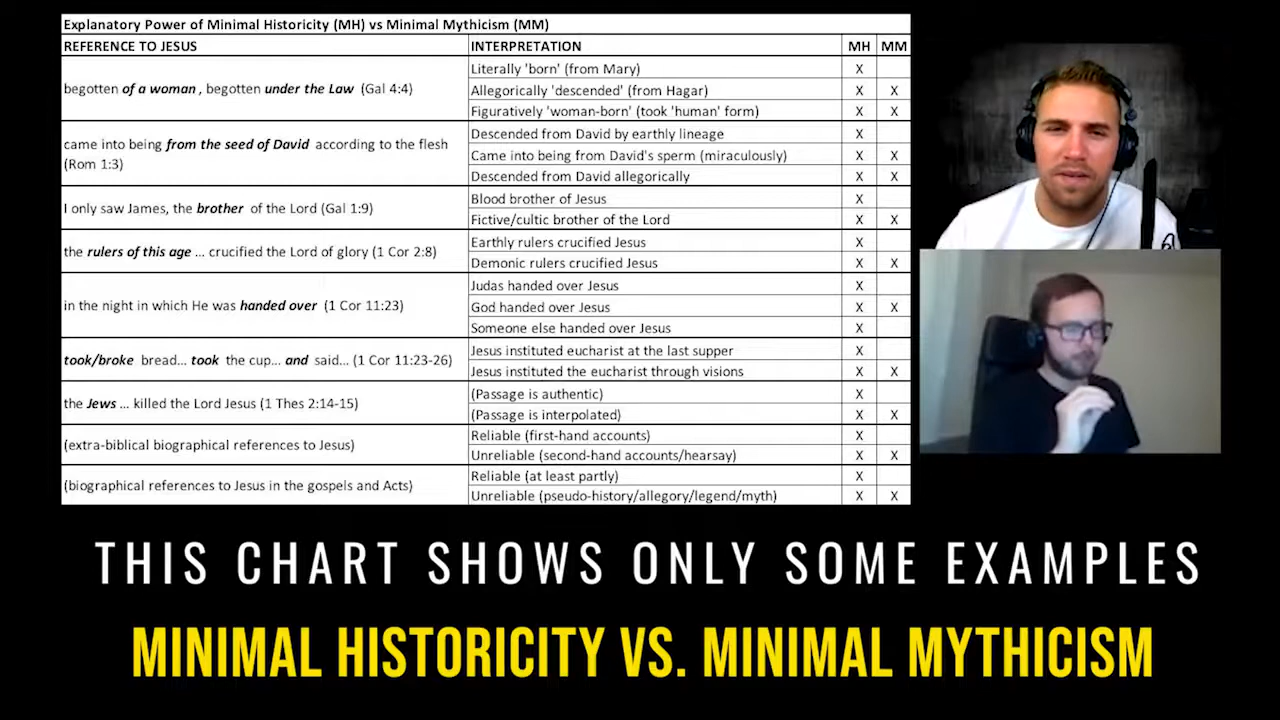 Explanatory Power of Minimal Historicity (MH) vs Minimal Mythicism (MM)
REFERENCE TO JESUS INTERPRETATION MH MM
begotten of a woman, begotten under the Law (Gal 4:4)
Literally 'born' (from Mary) X
Allegorically 'descended' (from Hagar) X X
Figuratively 'woman-born' (took 'human' form) X X
came into being from the seed of David according to the flesh
(Rom 1:3)
Descended from David by earthly lineage X
Came into being from David's sperm (miraculously) X X
Descended from David allegorically X X
I only saw James, the brother of the Lord (Gal 1:9)
Blood brother of Jesus X
Fictive/cultic brother of the Lord X X
the rulers of this age ... crucified the Lord of glory (1 Cor 2:8)
Earthly rulers crucified Jesus X
Demonic rulers crucified Jesus X X
in the night in which He was handed over (1 Cor 11:23)
Judas handed over Jesus X
God handed over Jesus X X
Someone else handed over Jesus X
took/broke bread... took the cup... and said... (1 Cor 11:23-26)
Jesus instituted eucharist at the last supper X
Jesus instituted the eucharist through visions X X
the Jews ... killed the Lord Jesus (1 Thes 2:14-15)
(Passage is authentic) X
(Passage is interpolated) X X
(extra-biblical biographical references to Jesus)
Reliable (first-hand accounts) X
Unreliable (second-hand accounts/hearsay) X X
(biographical references to Jesus in the gospels and Acts)
Reliable (at least partly) X
Unreliable (pseudo-history/allegory/legend/myth) X X
THIS CHART SHOWS ONLY SOME EXAMPLES
MINIMAL HISTORICITY VS. MINIMAL MYTHICISM